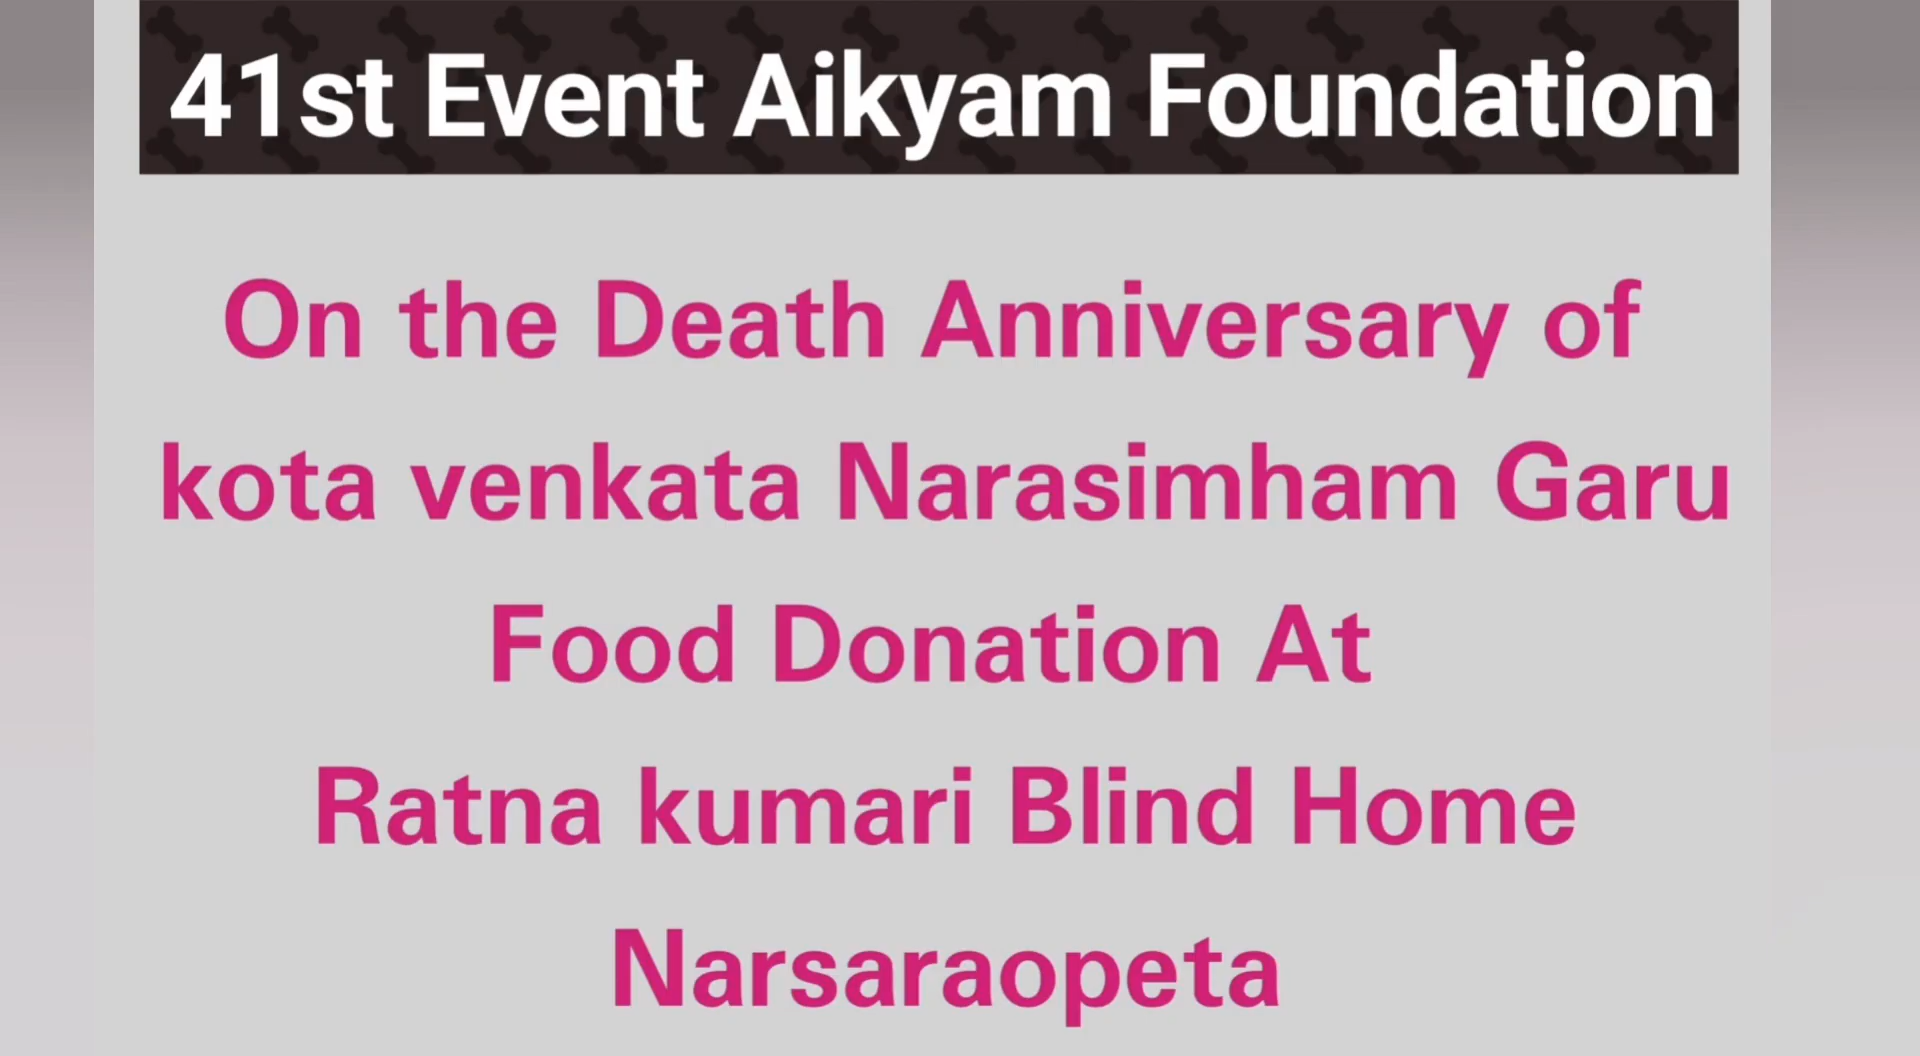 41st Event Aikyam Foundation
On the Death Anniversary of
kota venkata Narasimham Garu
Food Donation At
Ratna kumari Blind Home
Narsaraopeta